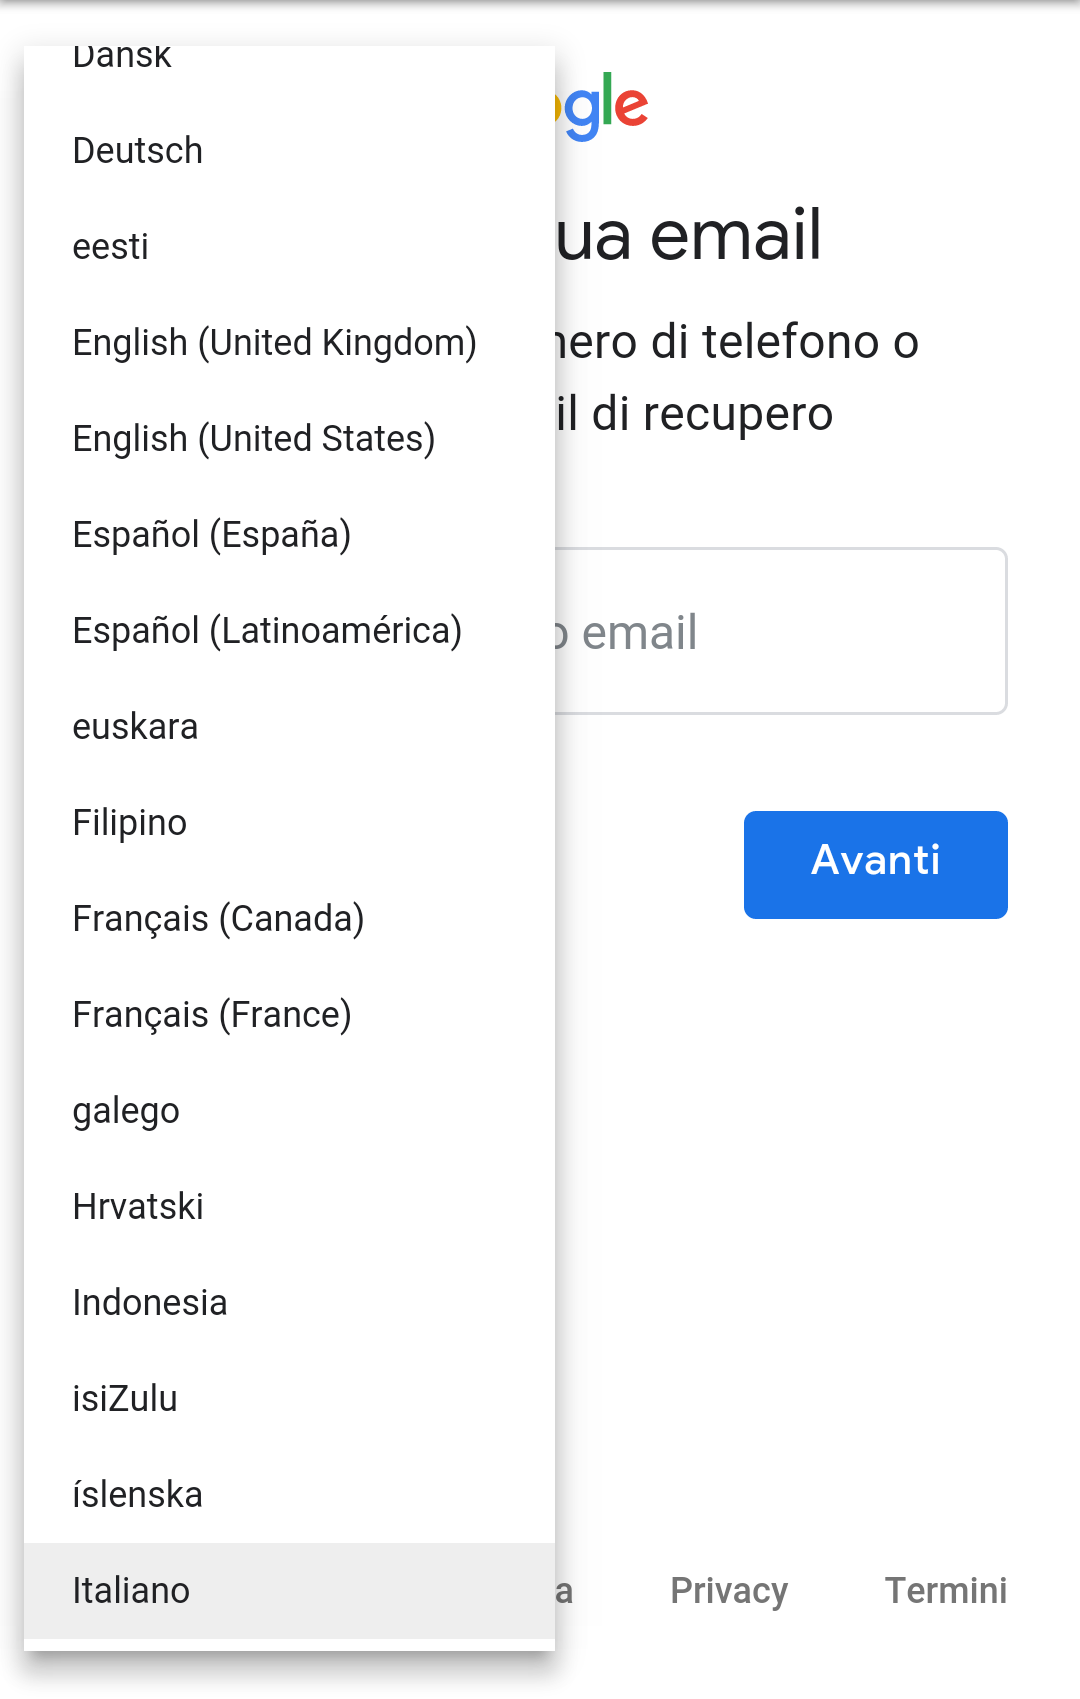 Dansk
Deutsch
eesti
English (United Kingdom)
English (United States)
Español (España)
Español (Latinoamérica)
euskara
Filipino
Français (Canada)
Français (France)
galego
Hrvatski
Indonesia
isiZulu
íslenska
Italiano
gle
ua email
nero di telefono o
il di recupero
o email
Avanti
a Privacy Termini